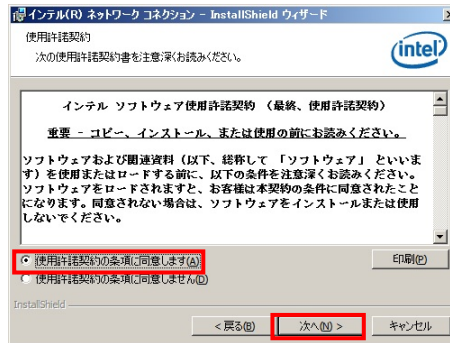 インテル(R) ネットワーク コネクション - InstallShield ウィザード
使用許諾契約
次の使用許諾契約書を注意深くお読みください。
intel
インテル ソフトウェア使用許諾契約 （最終、使用許諾契約）
重要 - コピー、インストール、または使用の前にお読みください。
ソフトウェアおよび関連資料（以下、総称して 「ソフトウェア」 といいま
す）を使用またはロードする前に、以下の条件を注意深くお読みください。
ソフトウェアをロードされますと、お客様は本契約の条件に同意されたこと
になります。同意されない場合は、ソフトウェアをインストールまたは使用
しないでください。
使用許諾契約の条項に同意します(A)
使用許諾契約の条項に同意しません(D)
印刷(P)
InstallShield
< 戻る(B)
次へ(N) >
キャンセル